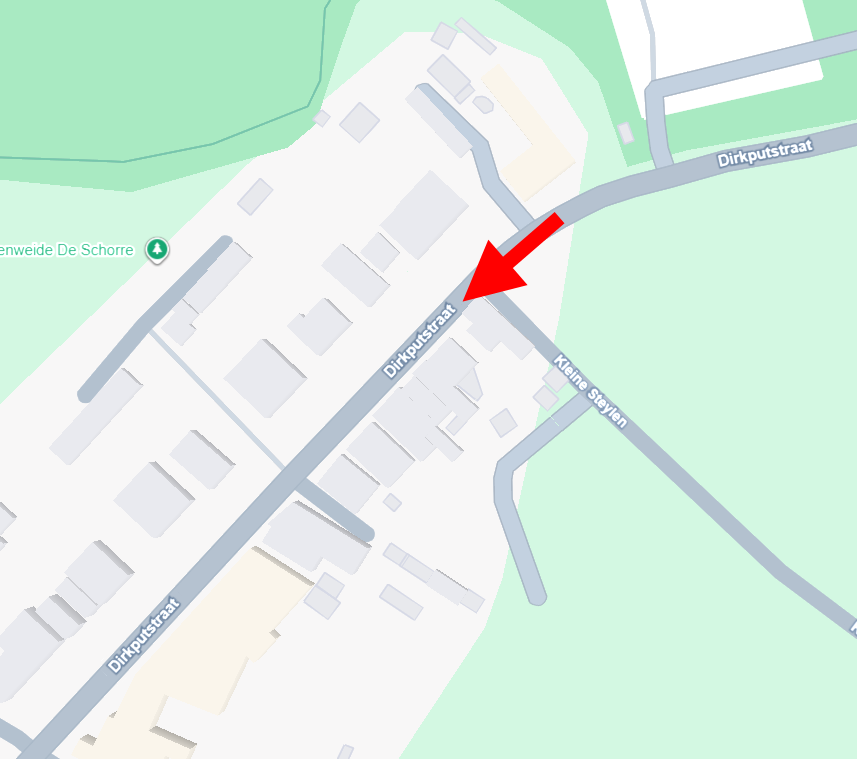 Dirkputstraat
enweide De Schorre
Dirkputstraat
Kleine Steylen
Dirkputstraat